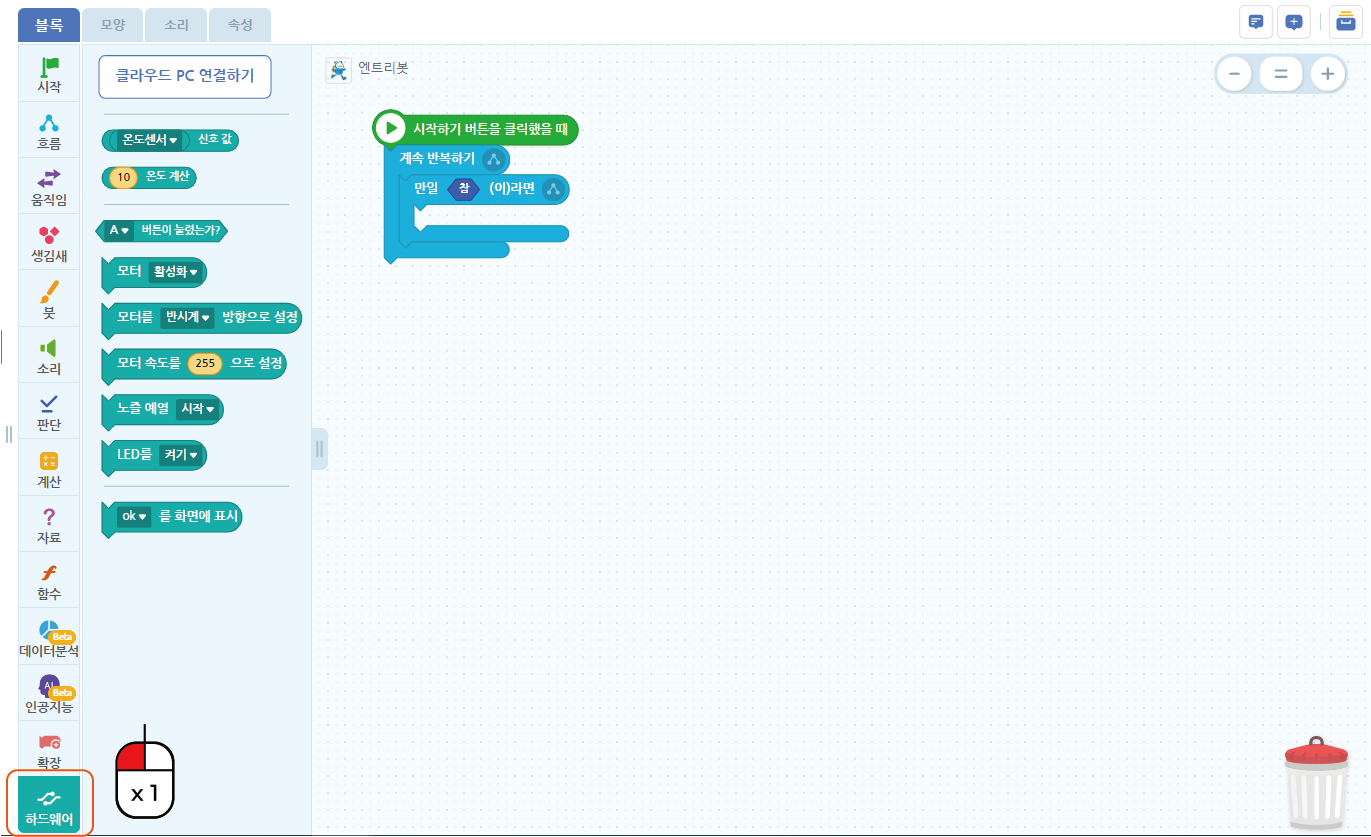 블록
모양
소리
속성
시작
흐름
움직임
생김새
붓
소리
판단
계산
?
자료
함수
Beta
데이터분석
AI
Beta
인공지능
확장
하드웨어
클라우드 PC 연결하기
온도센서 신호 값
10 온도 계산
A 버튼이 눌렸는가?
모터 활성화
모터를 반시계 방향으로 설정
모터 속도를 255 으로 설정
노즐 예열 시작
LED를 켜기
ok 를 화면에 표시
x 1
엔트리봇
시작하기 버튼을 클릭했을 때
계속 반복하기
만일 참 (이)라면